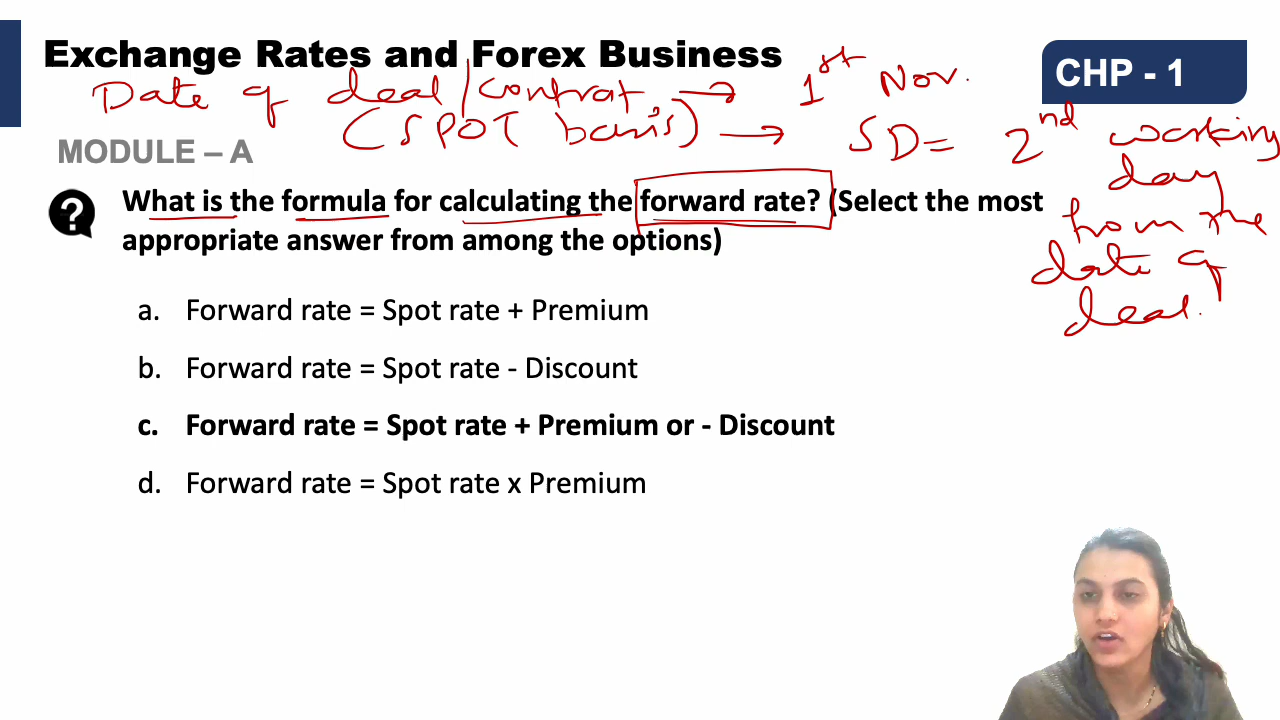 Exchange Rates and Forex Business
CHP - 1
Date of deal/contrat → 1st Nov.
(SPOT basis) → SD = 2nd working
day
from the
date of
deal.
MODULE – A
?
What is the formula for calculating the forward rate? (Select the most
appropriate answer from among the options)
a. Forward rate = Spot rate + Premium
b. Forward rate = Spot rate - Discount
c. Forward rate = Spot rate + Premium or - Discount
d. Forward rate = Spot rate x Premium